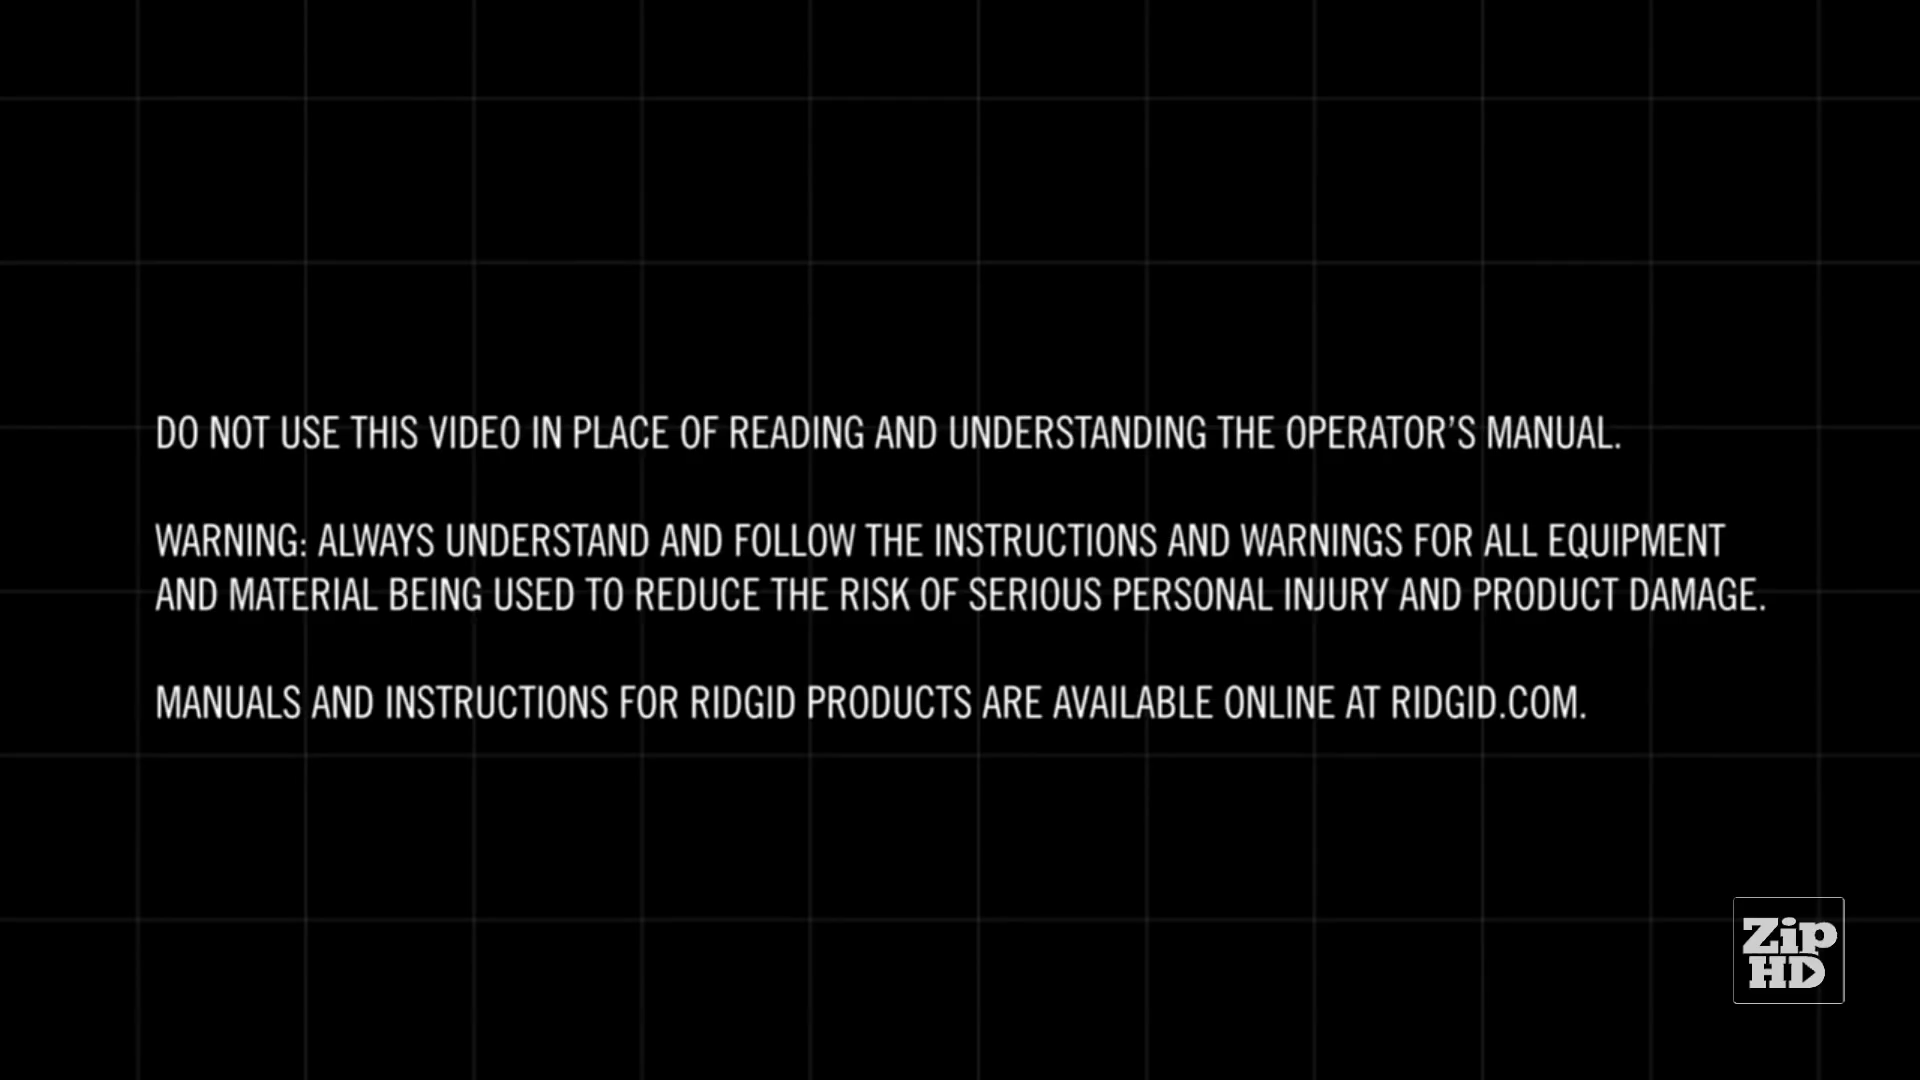 DO NOT USE THIS VIDEO IN PLACE OF READING AND UNDERSTANDING THE OPERATOR’S MANUAL.
WARNING: ALWAYS UNDERSTAND AND FOLLOW THE INSTRUCTIONS AND WARNINGS FOR ALL EQUIPMENT
AND MATERIAL BEING USED TO REDUCE THE RISK OF SERIOUS PERSONAL INJURY AND PRODUCT DAMAGE.
MANUALS AND INSTRUCTIONS FOR RIDGID PRODUCTS ARE AVAILABLE ONLINE AT RIDGID.COM.
Zip
HD